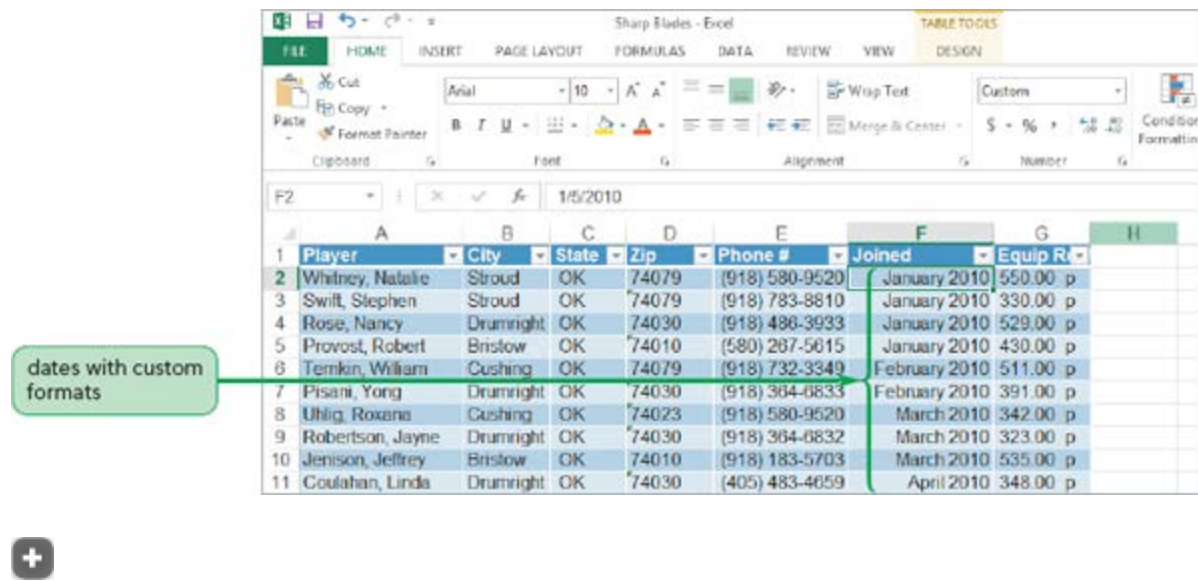 Sharp Blades - Excel
TABLE TOOLS
FILE HOME INSERT PAGE LAYOUT FORMULAS DATA REVIEW VIEW DESIGN
Paste
Cut
Copy
Format Painter
Arial 10
B I U
Wrap Text
Merge & Center
Custom
$ % ,
Condition
Formattin
Clipboard Font Alignment Number
F2 fx 1/5/2010
A B C D E F G H
1 Player City State Zip Phone # Joined Equip R
2 Whitney, Natalie Stroud OK 74079 (918) 580-9520 January 2010 550.00 p
3 Swift, Stephen Stroud OK 74079 (918) 783-8810 January 2010 330.00 p
4 Rose, Nancy Drumright OK 74030 (918) 486-3933 January 2010 529.00 p
5 Provost, Robert Bristow OK 74010 (580) 267-5615 January 2010 430.00 p
6 Temkin, William Cushing OK 74079 (918) 732-3349 February 2010 511.00 p
7 Pisani, Yong Drumright OK 74030 (918) 364-6833 February 2010 391.00 p
8 Uhlig, Roxana Cushing OK 74023 (918) 580-9520 March 2010 342.00 p
9 Robertson, Jayne Drumright OK 74030 (918) 364-6832 March 2010 323.00 p
10 Jenison, Jeffrey Bristow OK 74010 (918) 183-5703 March 2010 535.00 p
11 Coulahan, Linda Drumright OK 74030 (405) 483-4659 April 2010 348.00 p
dates with custom
formats